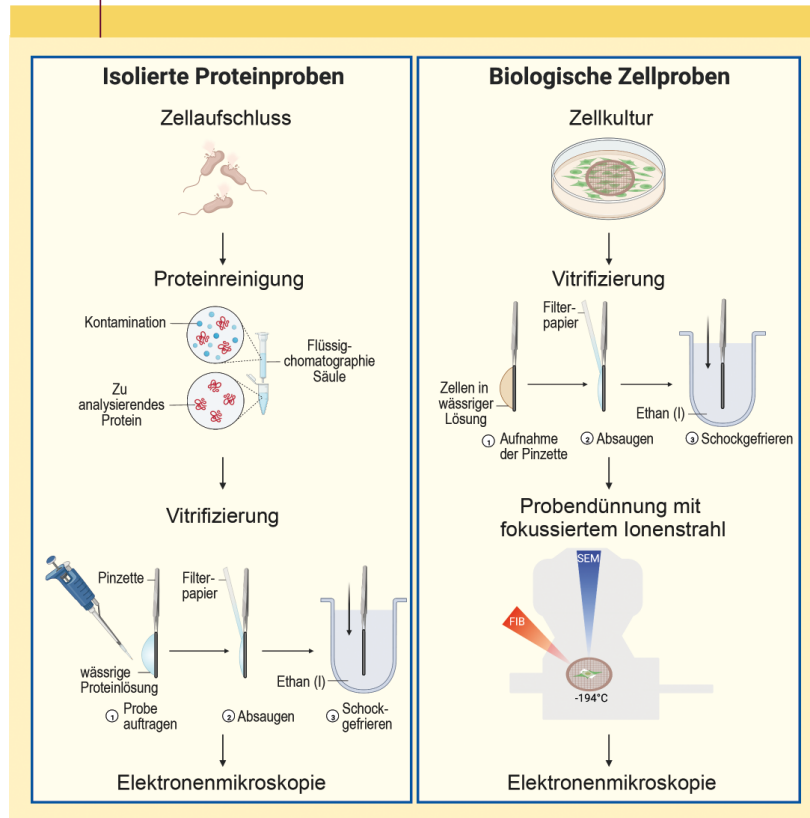 Isolierte Proteinproben
Zellaufschluss
Proteinreinigung
Kontamination
Flüssig-
chomatographie
Säule
Zu
analysierendes
Protein
Vitrifizierung
Pinzette
Filter-
papier
wässrige
Proteinlösung
Ethan (l)
1 Probe
auftragen
2 Absaugen
3 Schock-
gefrieren
Elektronenmikroskopie
Biologische Zellproben
Zellkultur
Vitrifizierung
Filter-
papier
Zellen in
wässriger
Lösung
Ethan (l)
1 Aufnahme
der Pinzette
2 Absaugen
3 Schockgefrieren
Probendünnung mit
fokussiertem Ionenstrahl
SEM
FIB
-194°C
Elektronenmikroskopie